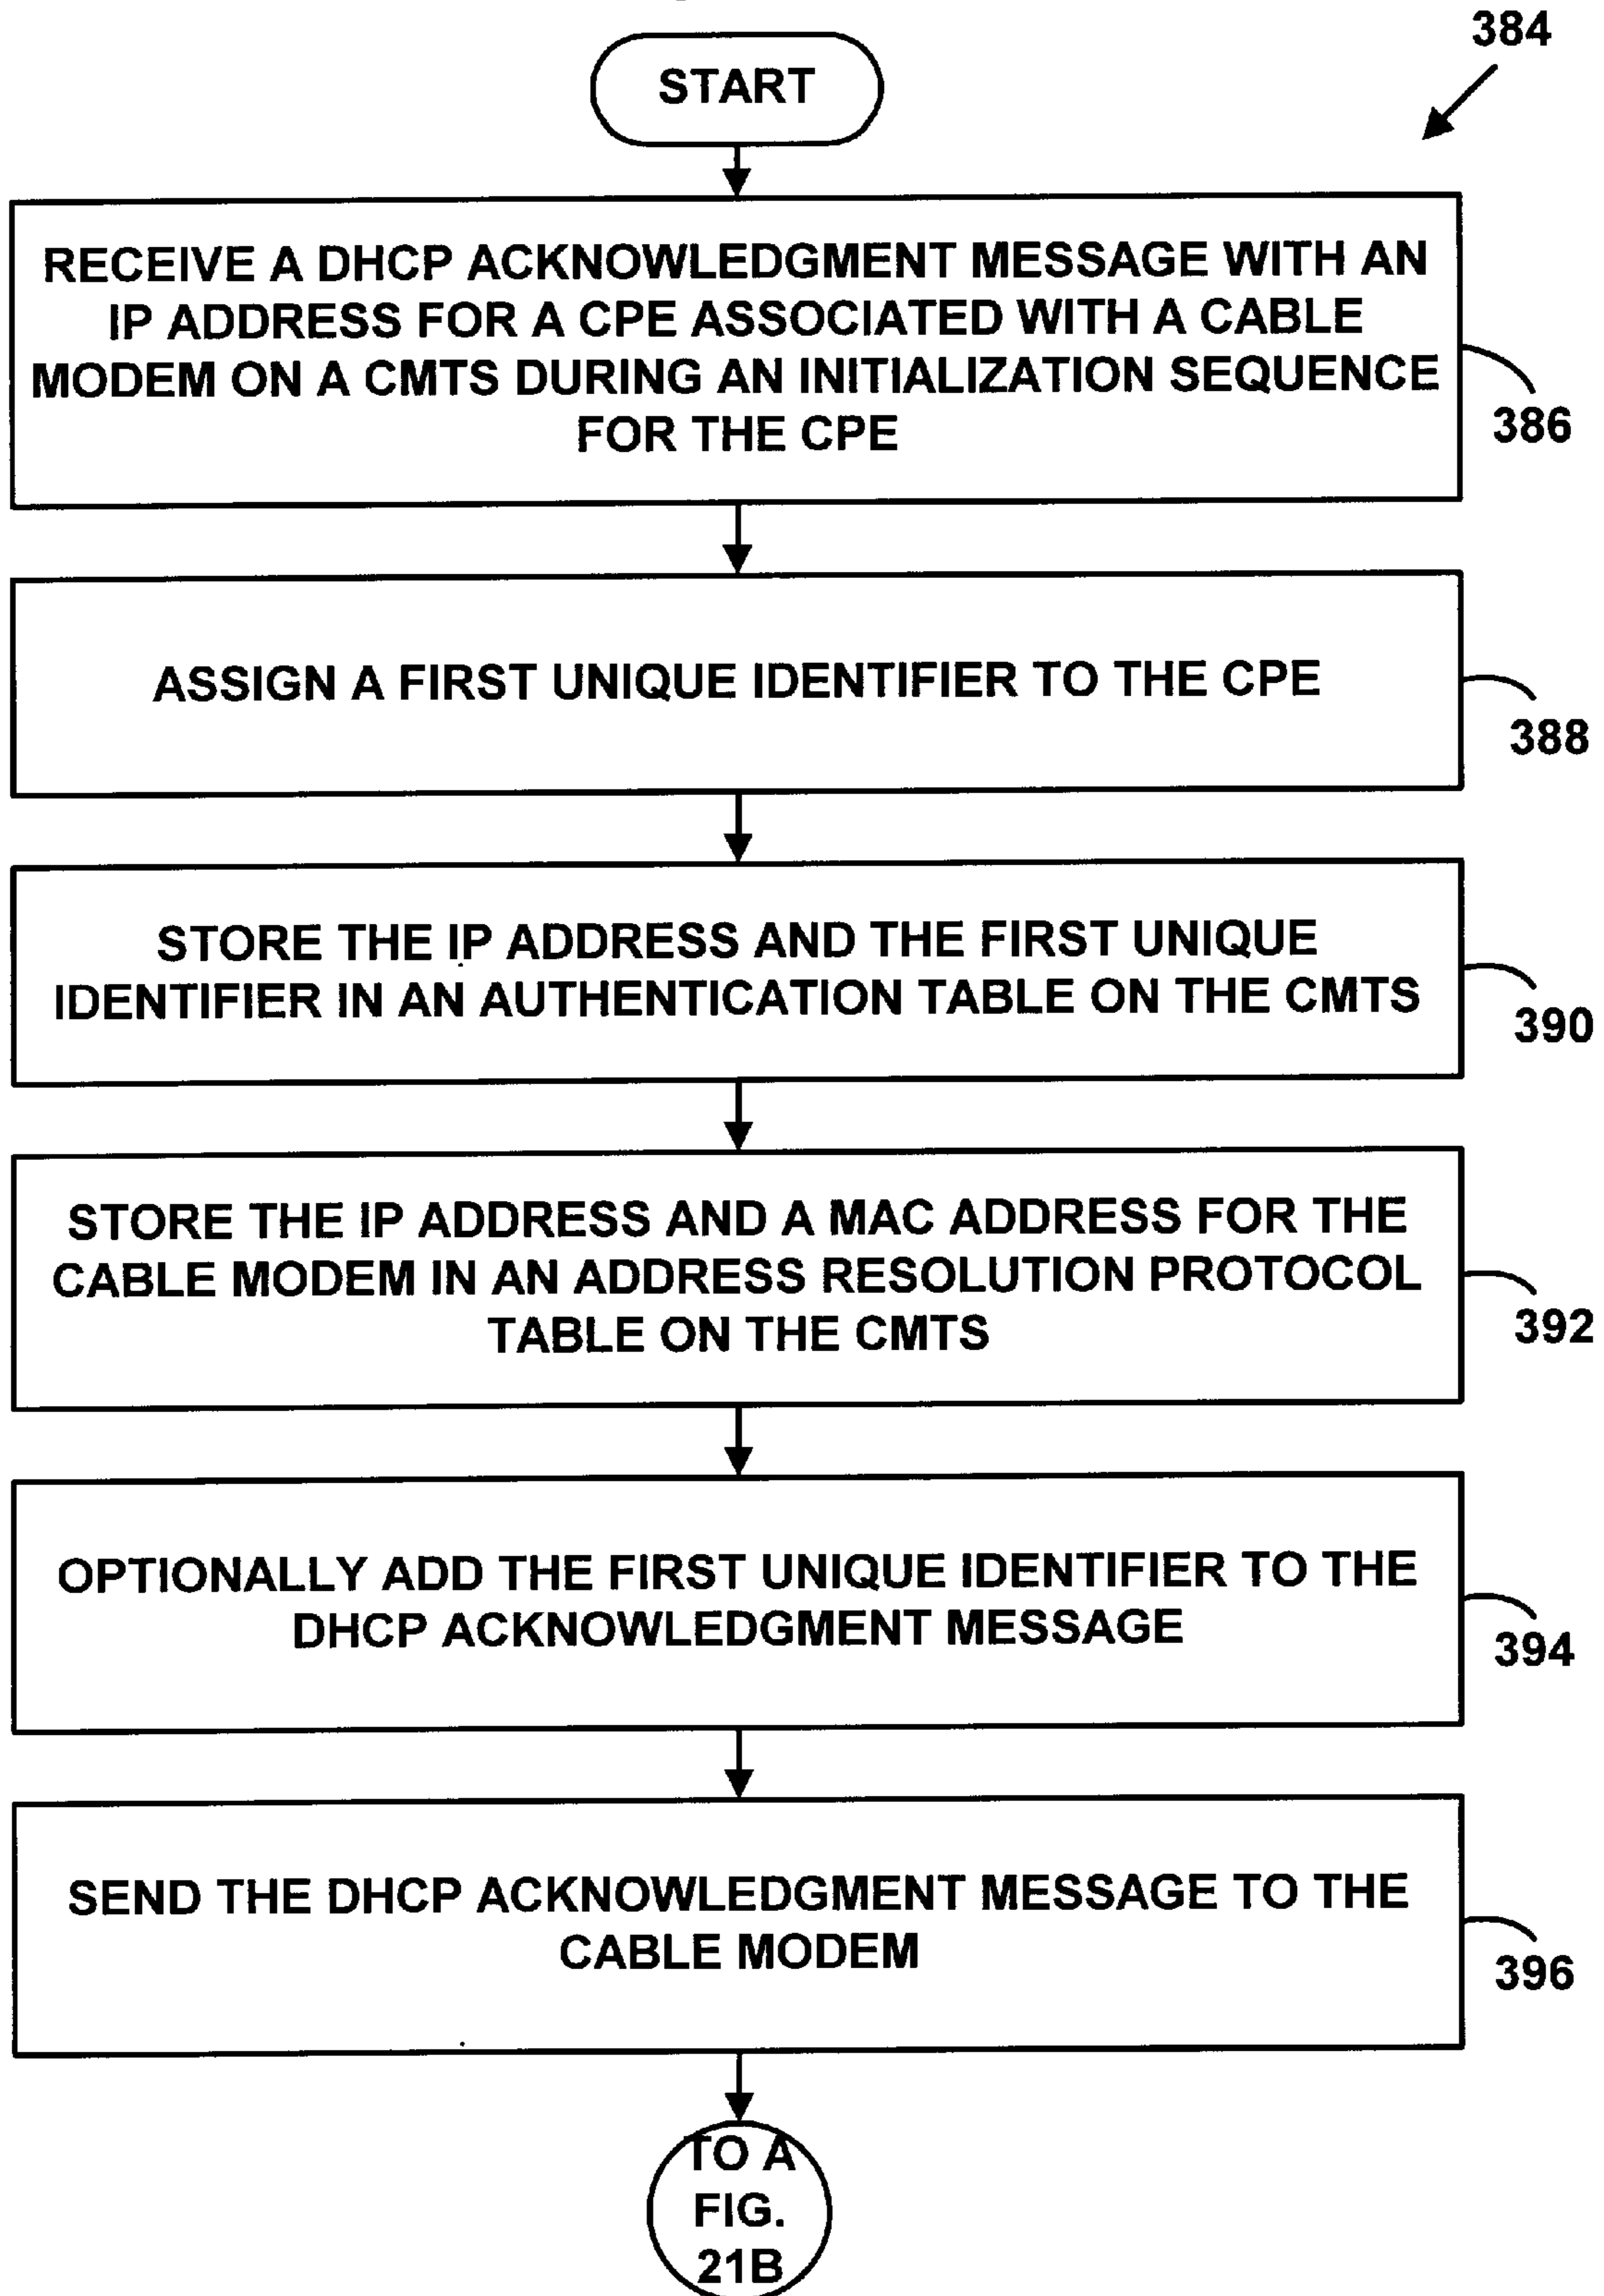 384
START
RECEIVE A DHCP ACKNOWLEDGMENT MESSAGE WITH AN
IP ADDRESS FOR A CPE ASSOCIATED WITH A CABLE
MODEM ON A CMTS DURING AN INITIALIZATION SEQUENCE
FOR THE CPE
386
ASSIGN A FIRST UNIQUE IDENTIFIER TO THE CPE
388
STORE THE IP ADDRESS AND THE FIRST UNIQUE
IDENTIFIER IN AN AUTHENTICATION TABLE ON THE CMTS
390
STORE THE IP ADDRESS AND A MAC ADDRESS FOR THE
CABLE MODEM IN AN ADDRESS RESOLUTION PROTOCOL
TABLE ON THE CMTS
392
OPTIONALLY ADD THE FIRST UNIQUE IDENTIFIER TO THE
DHCP ACKNOWLEDGMENT MESSAGE
394
SEND THE DHCP ACKNOWLEDGMENT MESSAGE TO THE
CABLE MODEM
396
TO A
FIG.
21B